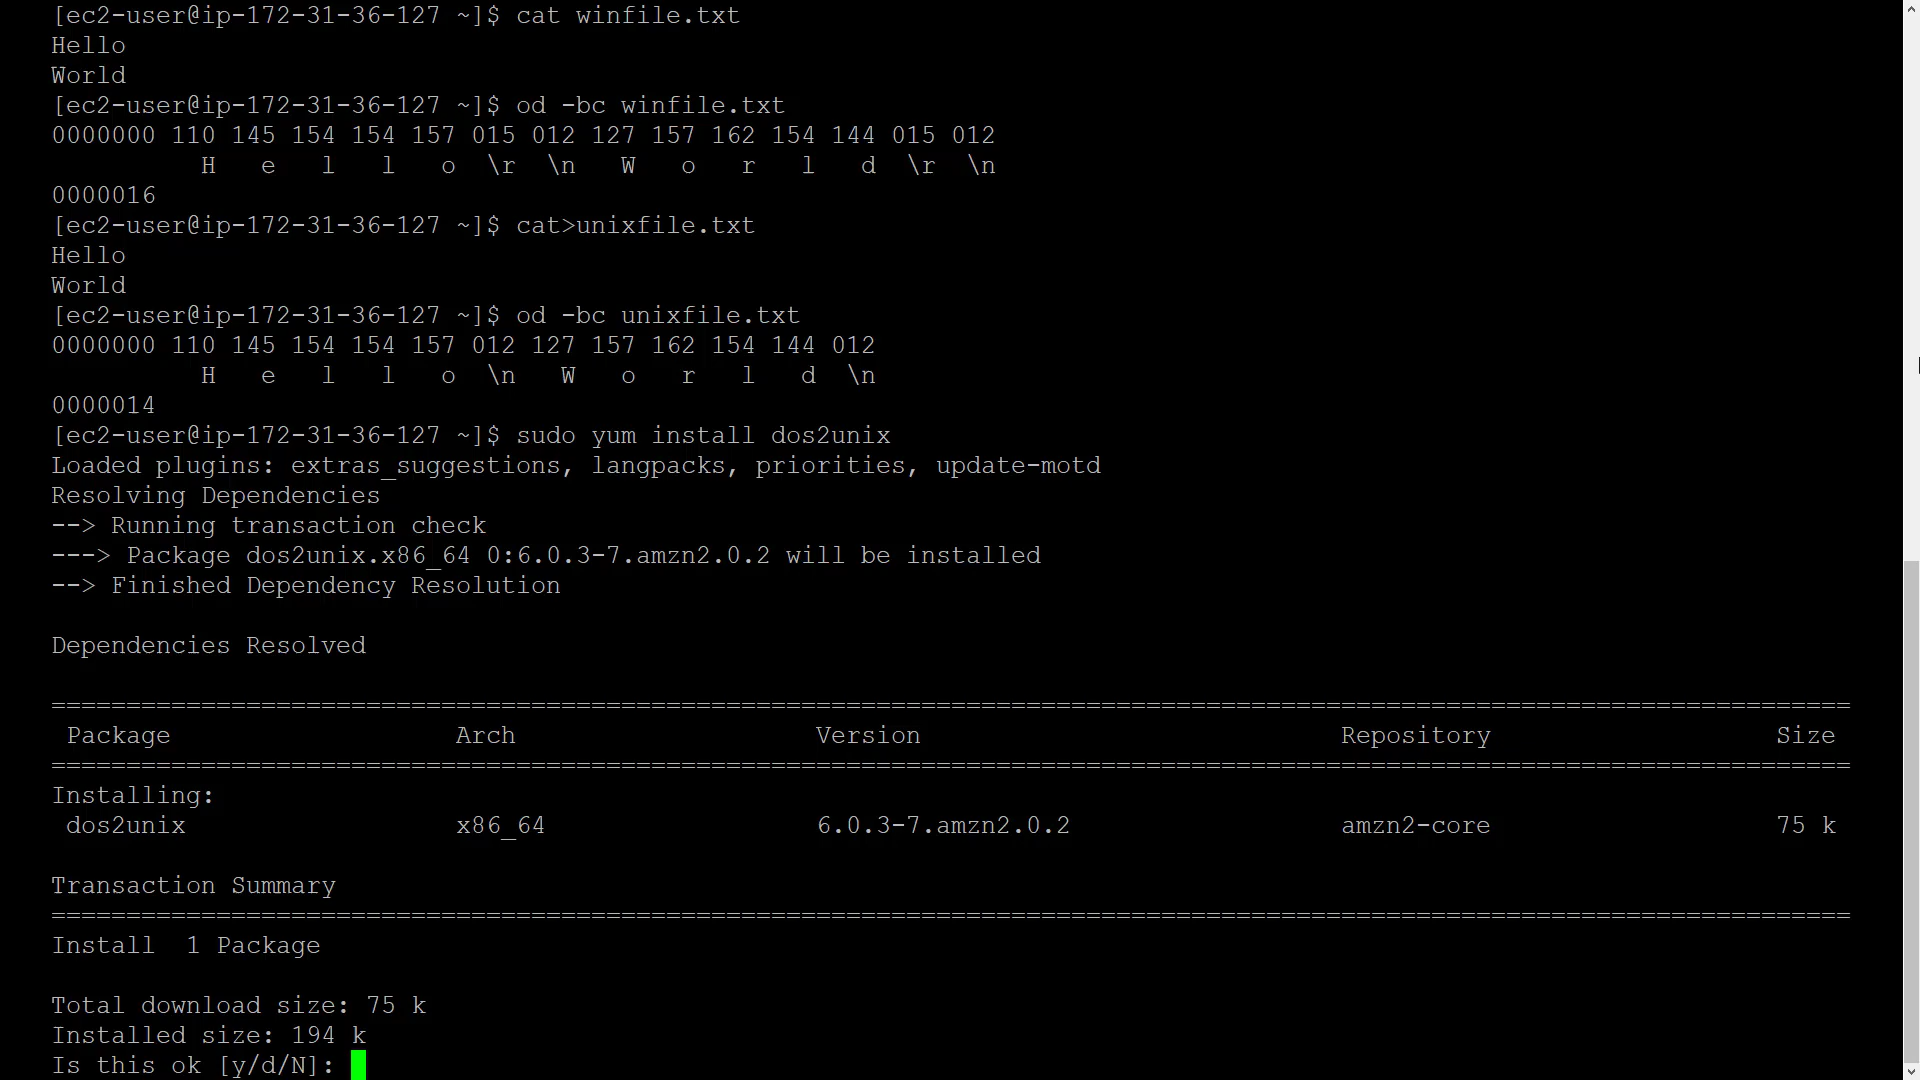 [ec2-user@ip-172-31-36-127 ~]$ cat winfile.txt
Hello
World
[ec2-user@ip-172-31-36-127 ~]$ od -bc winfile.txt
0000000 110 145 154 154 157 015 012 127 157 162 154 144 015 012
          H   e   l   l   o  \r  \n   W   o   r   l   d  \r  \n
0000016
[ec2-user@ip-172-31-36-127 ~]$ cat>unixfile.txt
Hello
World
[ec2-user@ip-172-31-36-127 ~]$ od -bc unixfile.txt
0000000 110 145 154 154 157 012 127 157 162 154 144 012
          H   e   l   l   o  \n   W   o   r   l   d  \n
0000014
[ec2-user@ip-172-31-36-127 ~]$ sudo yum install dos2unix
Loaded plugins: extras_suggestions, langpacks, priorities, update-motd
Resolving Dependencies
--> Running transaction check
---> Package dos2unix.x86_64 0:6.0.3-7.amzn2.0.2 will be installed
--> Finished Dependency Resolution

Dependencies Resolved

========================================================================================================================
 Package                   Arch                    Version                            Repository                   Size
========================================================================================================================
Installing:
 dos2unix                  x86_64                  6.0.3-7.amzn2.0.2                  amzn2-core                   75 k

Transaction Summary
========================================================================================================================
Install  1 Package

Total download size: 75 k
Installed size: 194 k
Is this ok [y/d/N]: